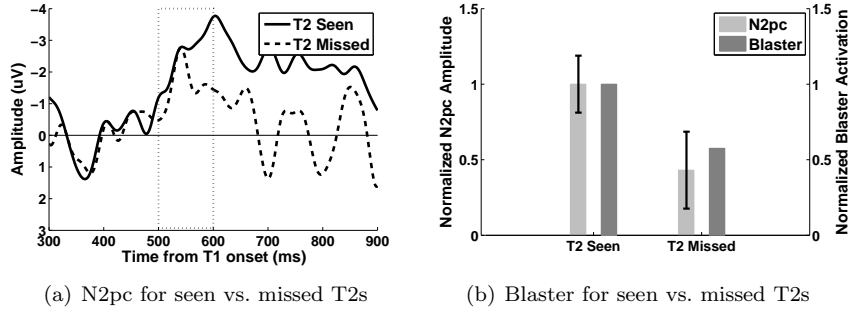 −4
−3
−2
−1
0
1
2
3
Amplitude (uV)
300 400 500 600 700 800 900
Time from T1 onset (ms)
T2 Seen
T2 Missed
(a) N2pc for seen vs. missed T2s
1.5
1
0.5
0
Normalized N2pc Amplitude
T2 Seen T2 Missed
N2pc
Blaster
1.5
1
0.5
0
Normalized Blaster Activation
(b) Blaster for seen vs. missed T2s